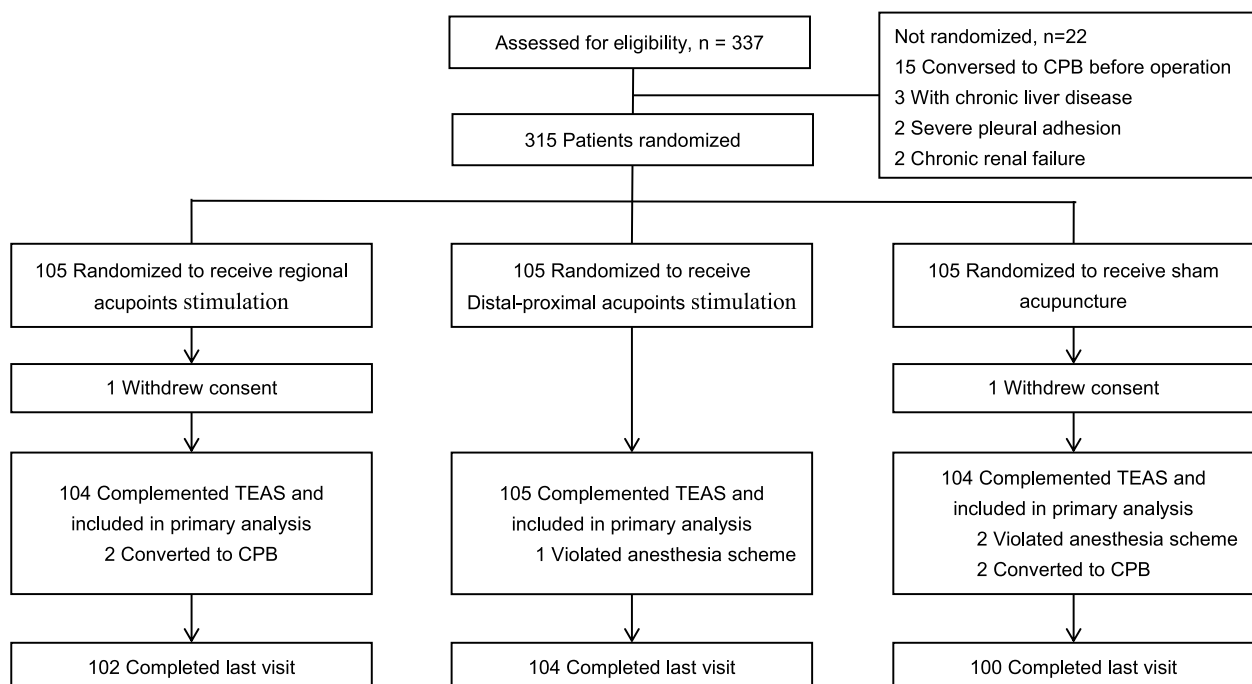 Assessed for eligibility, n = 337
Not randomized, n=22
15 Conversed to CPB before operation
3 With chronic liver disease
2 Severe pleural adhesion
2 Chronic renal failure
315 Patients randomized
105 Randomized to receive regional
acupoints stimulation
105 Randomized to receive
Distal-proximal acupoints stimulation
105 Randomized to receive sham
acupuncture
1 Withdrew consent
1 Withdrew consent
104 Complemented TEAS and
included in primary analysis
2 Converted to CPB
105 Complemented TEAS and
included in primary analysis
1 Violated anesthesia scheme
104 Complemented TEAS and
included in primary analysis
2 Violated anesthesia scheme
2 Converted to CPB
102 Completed last visit
104 Completed last visit
100 Completed last visit